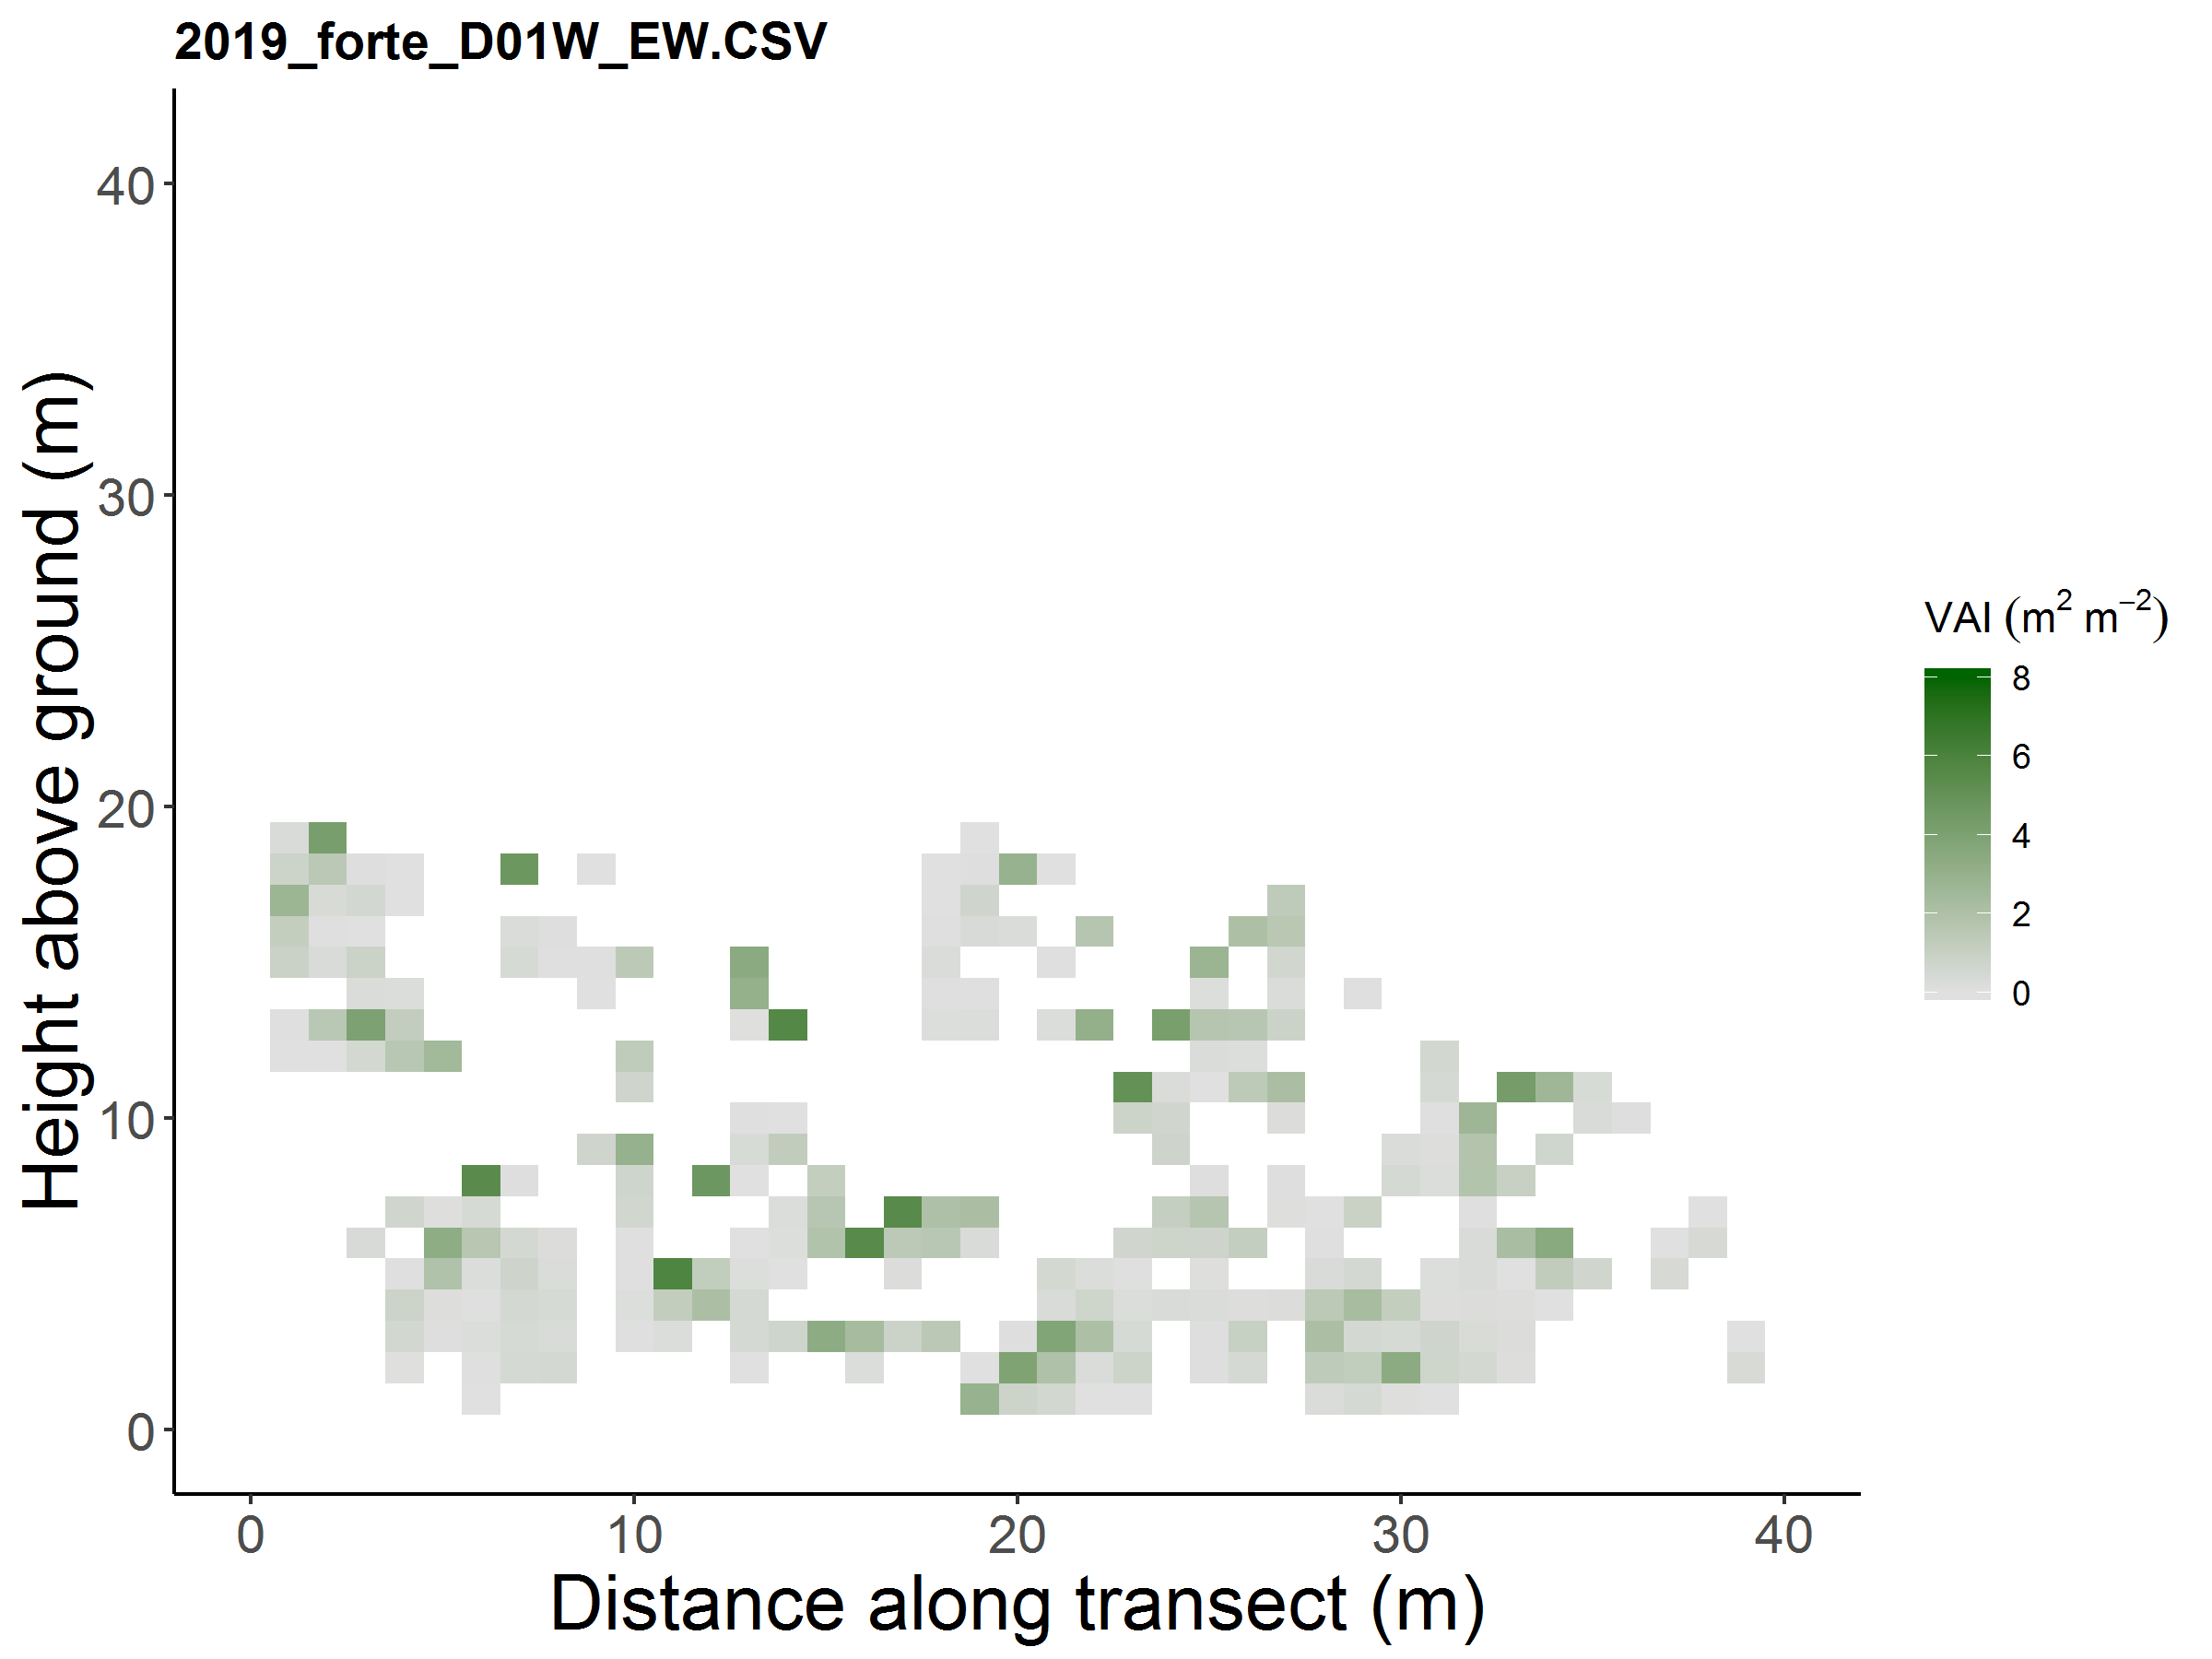 2019_forte_D01W_EW.CSV
Height above ground (m)
40
30
20
10
0
0 10 20 30 40
Distance along transect (m)
VAI (m² m⁻²)
8
6
4
2
0